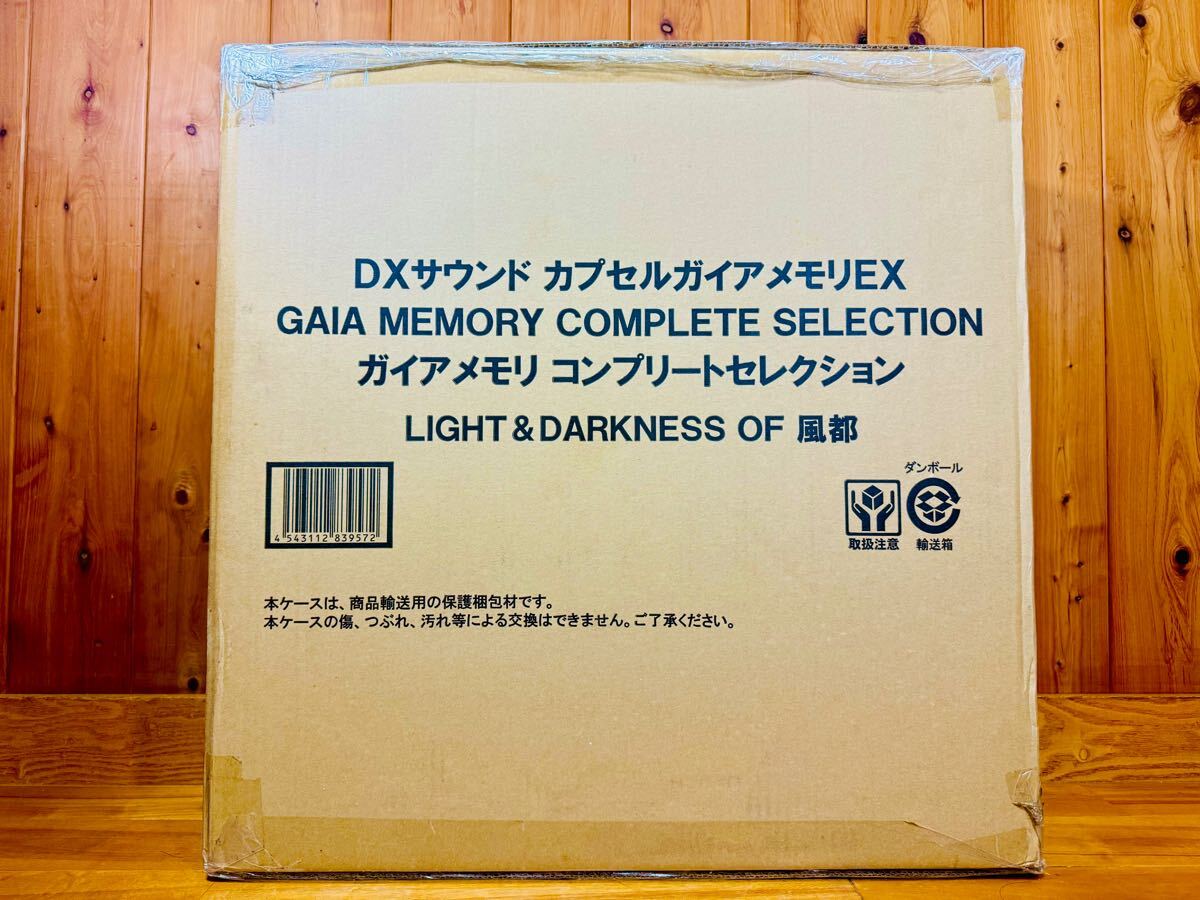 DXサウンド カプセルガイアメモリEX
GAIA MEMORY COMPLETE SELECTION
ガイアメモリ コンプリートセレクション
LIGHT&DARKNESS OF 風都
4 543112 839572
ダンボール
取扱注意 輸送箱
本ケースは、商品輸送用の保護梱包材です。
本ケースの傷、つぶれ、汚れ等による交換はできません。ご了承ください。